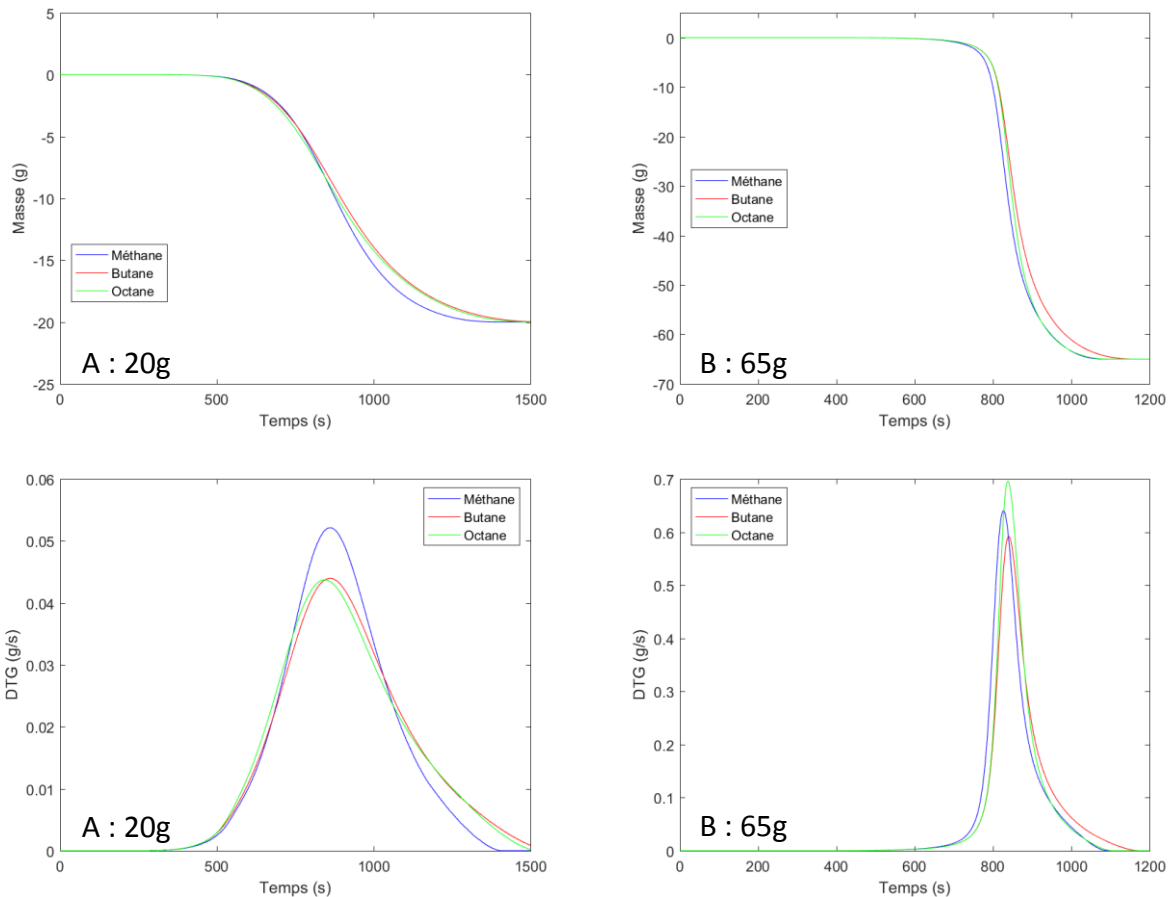 5
0
-5
-10
-15
-20
-25
Masse (g)
Méthane
Butane
Octane
A : 20g
0 500 1000 1500
Temps (s)
0
-10
-20
-30
-40
-50
-60
-70
Masse (g)
Méthane
Butane
Octane
B : 65g
0 200 400 600 800 1000 1200
Temps (s)
0.06
0.05
0.04
0.03
0.02
0.01
0
DTG (g/s)
Méthane
Butane
Octane
A : 20g
0 500 1000 1500
Temps (s)
0.7
0.6
0.5
0.4
0.3
0.2
0.1
0
DTG (g/s)
Méthane
Butane
Octane
B : 65g
0 200 400 600 800 1000 1200
Temps (s)